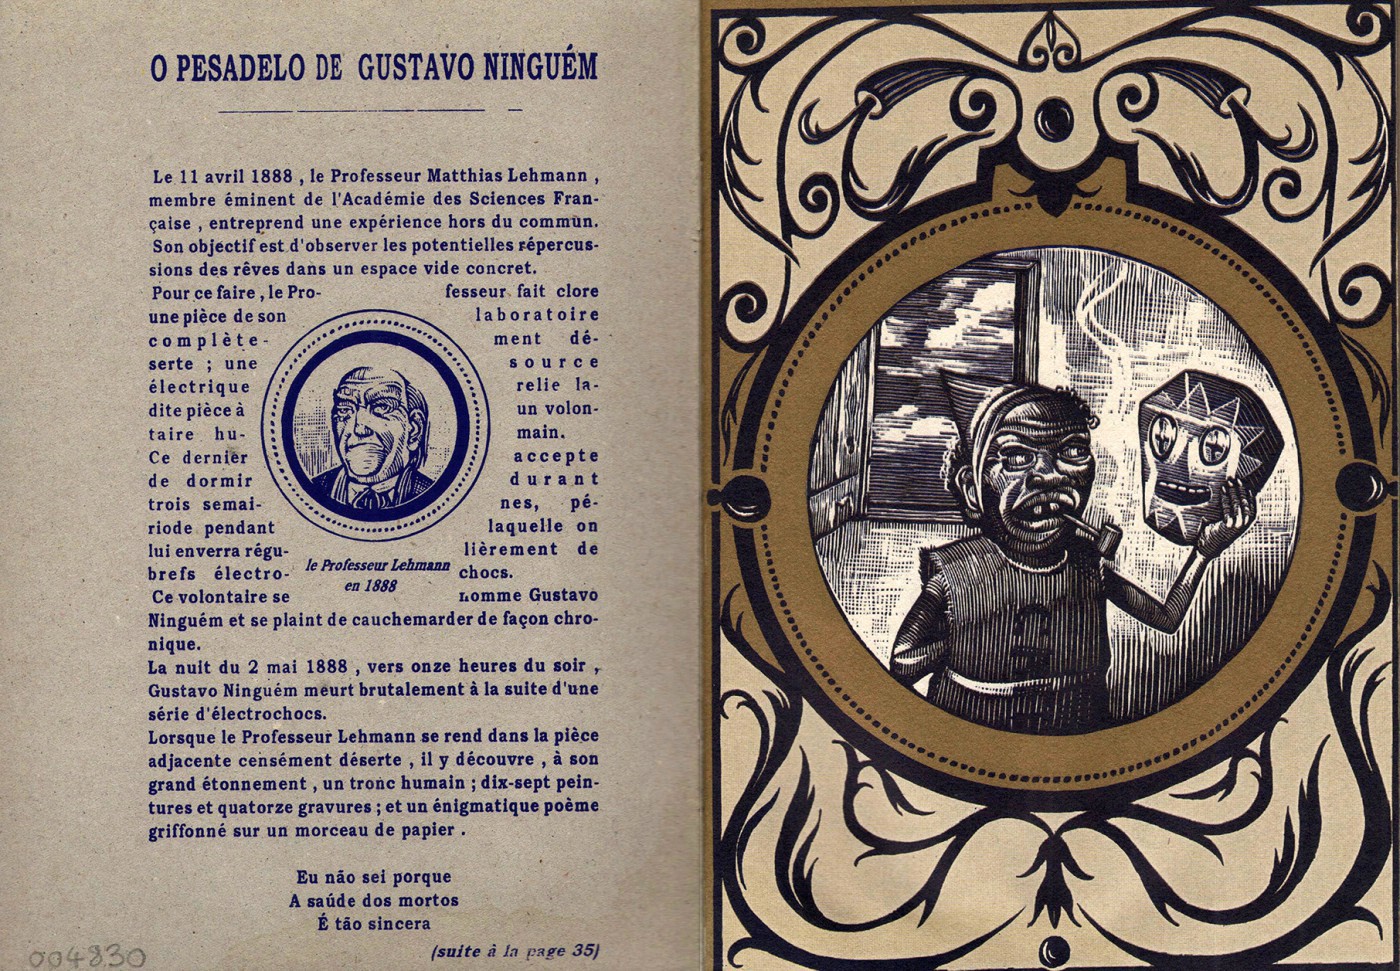 O PESADELO DE GUSTAVO NINGUÉM
Le 11 avril 1888 , le Professeur Matthias Lehmann ,
membre éminent de l'Académie des Sciences Fran-
çaise , entreprend une expérience hors du commun.
Son objectif est d'observer les potentielles répercus-
sions des rêves dans un espace vide concret.
Pour ce faire , le Pro- fesseur fait clore
une pièce de son laboratoire
complète- ment dé-
serte ; une source
électrique relie la-
dite pièce à un volon-
taire hu- main.
Ce dernier accepte
de dormir durant
trois semai- nes, pé-
riode pendant laquelle on
lui enverra régu- lièrement de
brefs électro- chocs.
le Professeur Lehmann
en 1888
Ce volontaire se nomme Gustavo
Ninguém et se plaint de cauchemarder de façon chro-
nique.
La nuit du 2 mai 1888 , vers onze heures du soir ,
Gustavo Ninguém meurt brutalement à la suite d'une
série d'électrochocs.
Lorsque le Professeur Lehmann se rend dans la pièce
adjacente censément déserte , il y découvre , à son
grand étonnement , un tronc humain ; dix-sept pein-
tures et quatorze gravures ; et un énigmatique poème
griffonné sur un morceau de papier .
Eu não sei porque
A saúde dos mortos
É tão sincera
(suite à la page 35)
004830